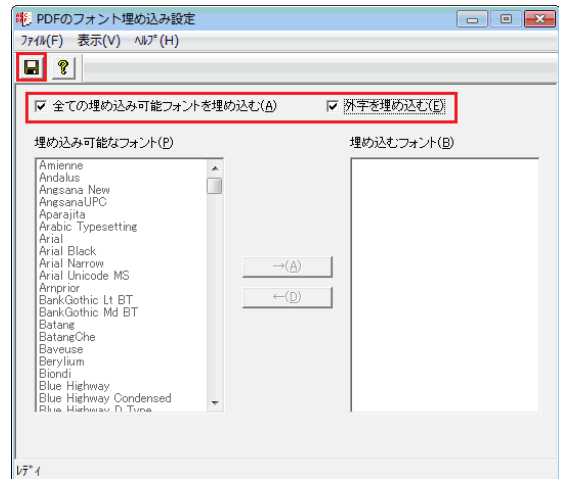 PDFのフォント埋め込み設定
ファイル(F) 表示(V) ヘルプ(H)
全ての埋め込み可能フォントを埋め込む(A) 外字を埋め込む(E)
埋め込み可能なフォント(P) 埋め込むフォント(B)
Amienne
Andalus
Angsana New
AngsanaUPC
Aparajita
Arabic Typesetting
Arial
Arial Black
Arial Narrow
Arial Unicode MS
Arnprior
BankGothic Lt BT
BankGothic Md BT
Batang
BatangChe
Baveuse
Berylium
Biondi
Blue Highway
Blue Highway Condensed
Blue Highway D Type
→(A)
←(D)
レディ